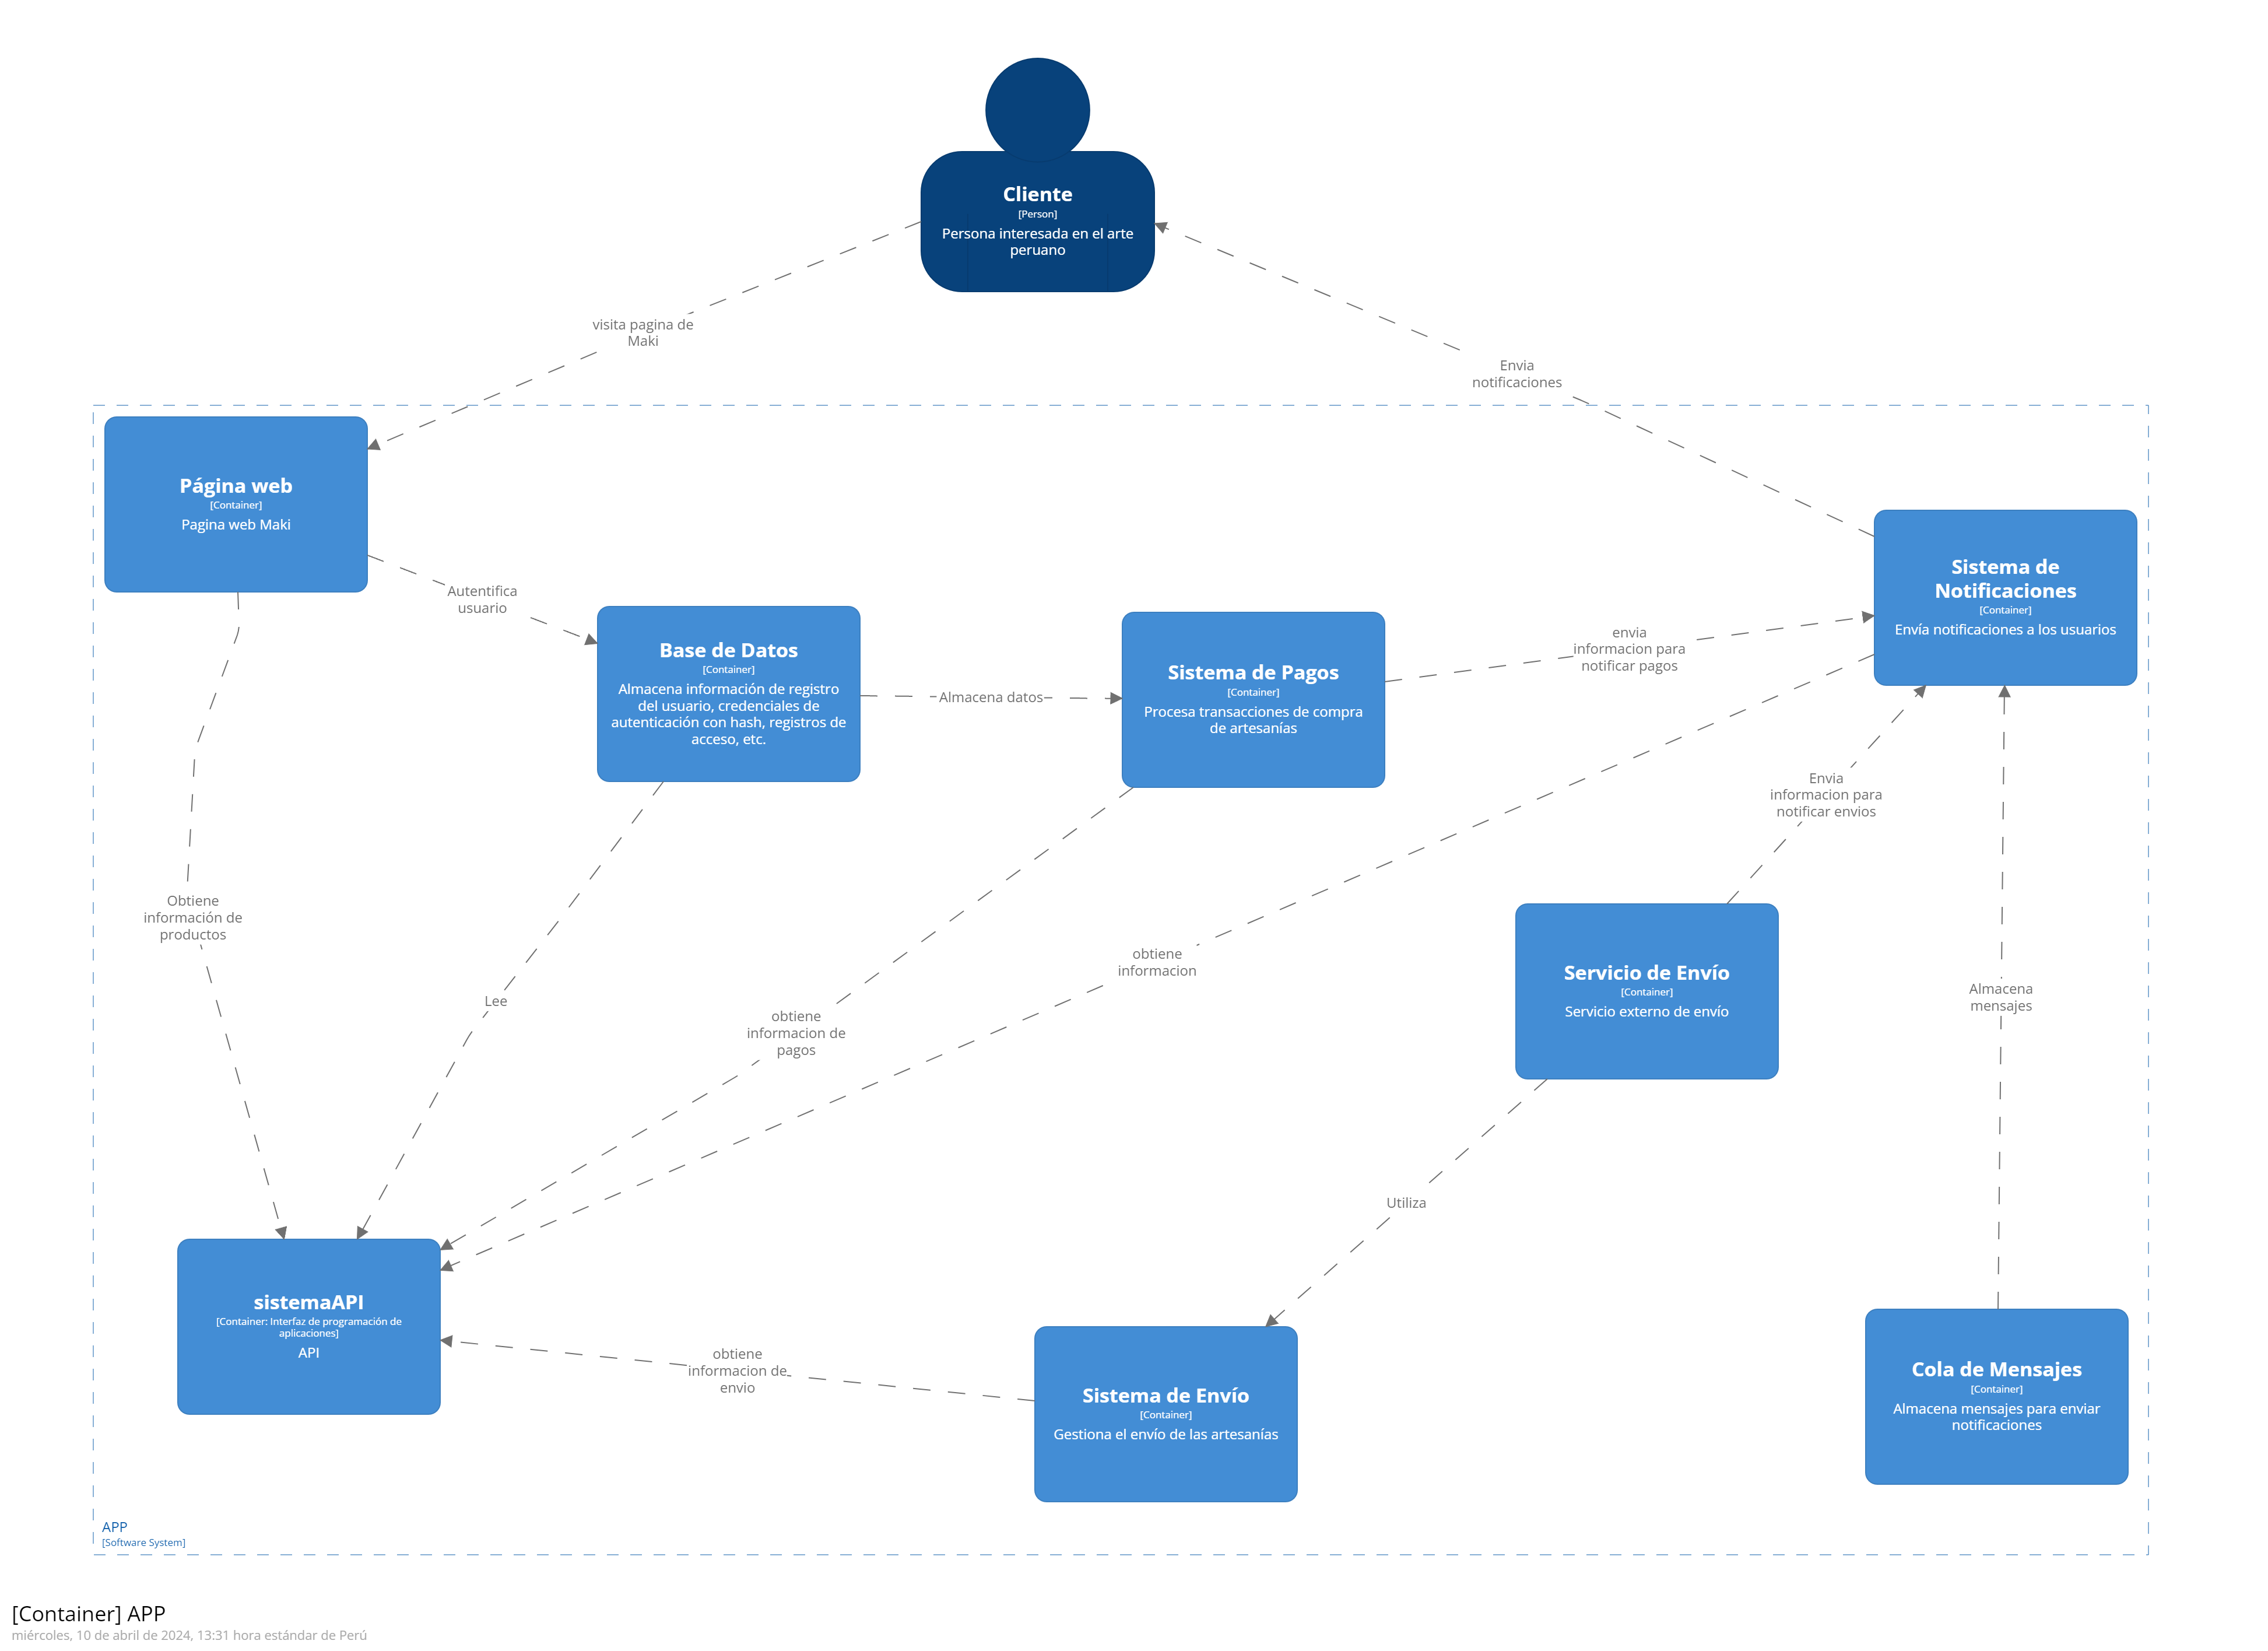 Cliente
[Person]
Persona interesada en el arte
peruano
visita pagina de
Maki
Envia
notificaciones
Página web
[Container]
Pagina web Maki
Sistema de
Notificaciones
[Container]
Envía notificaciones a los usuarios
Autentifica
usuario
Base de Datos
[Container]
Almacena información de registro
del usuario, credenciales de
autenticación con hash, registros de
acceso, etc.
Almacena datos
Sistema de Pagos
[Container]
Procesa transacciones de compra
de artesanías
envia
informacion para
notificar pagos
Envia
informacion para
notificar envios
Obtiene
información de
productos
Lee
obtiene
informacion de
pagos
obtiene
informacion
Servicio de Envío
[Container]
Servicio externo de envío
Almacena
mensajes
Utiliza
sistemaAPI
[Container: Interfaz de programación de
aplicaciones]
API
obtiene
informacion de
envio
Sistema de Envío
[Container]
Gestiona el envío de las artesanías
Cola de Mensajes
[Container]
Almacena mensajes para enviar
notificaciones
APP
[Software System]
[Container] APP
miércoles, 10 de abril de 2024, 13:31 hora estándar de Perú